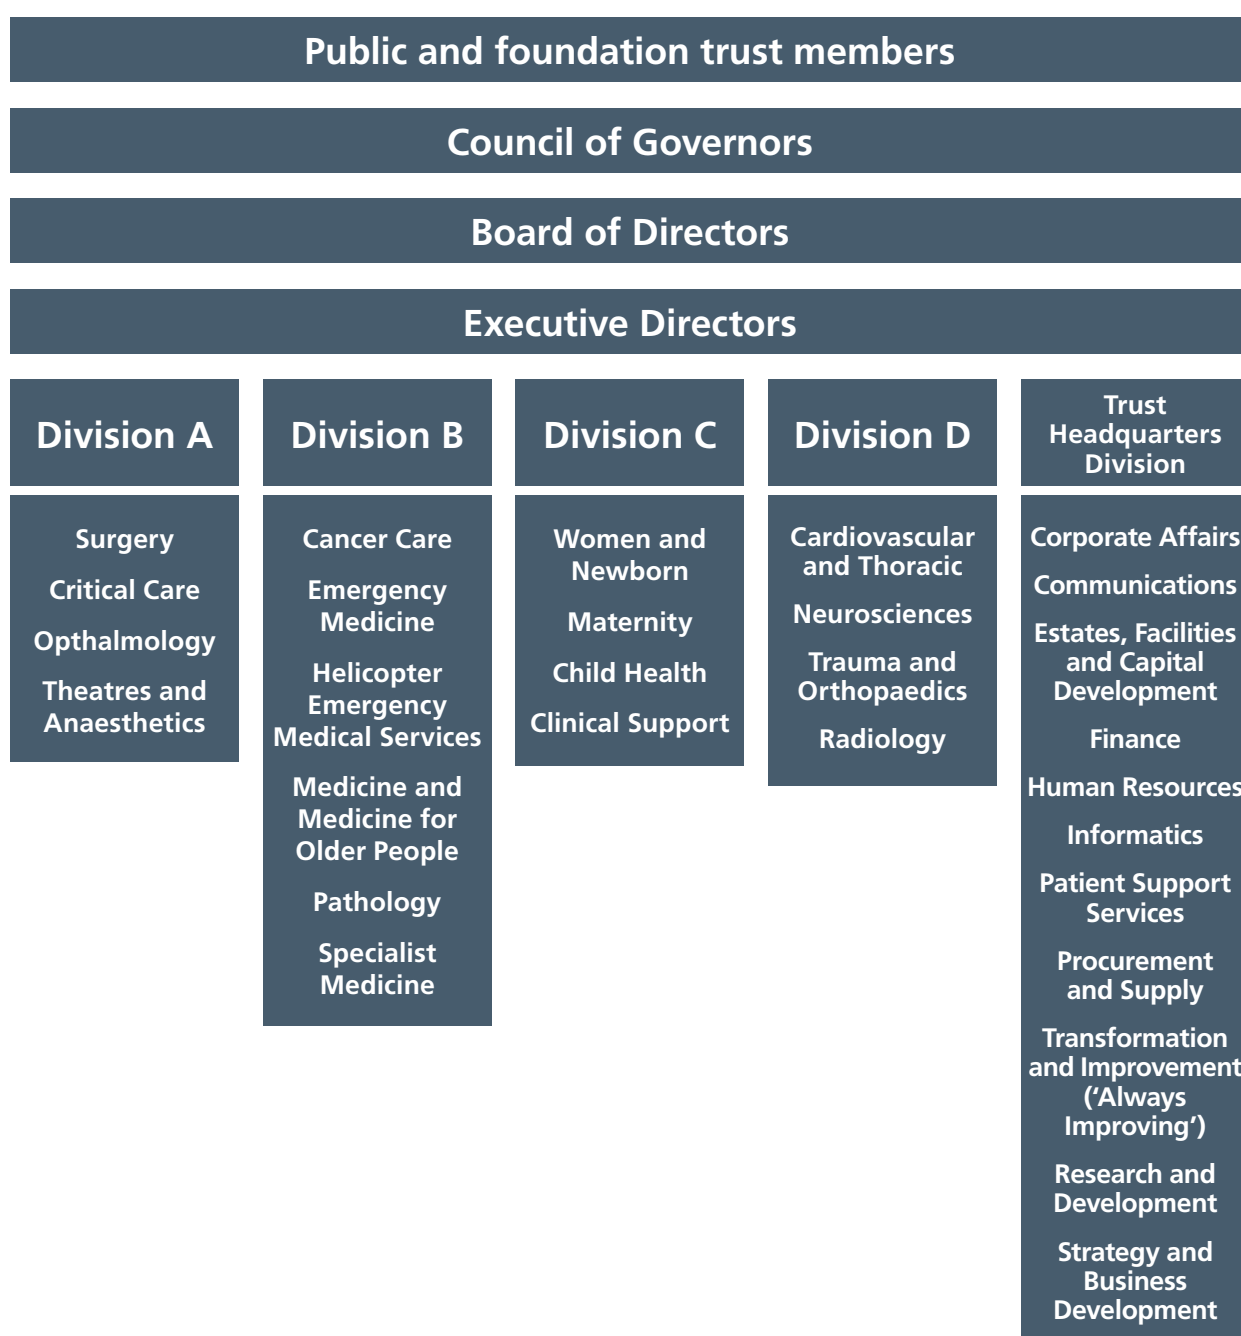 Public and foundation trust members
Council of Governors
Board of Directors
Executive Directors
Division A
Surgery
Critical Care
Opthalmology
Theatres and
Anaesthetics
Division B
Cancer Care
Emergency
Medicine
Helicopter
Emergency
Medical Services
Medicine and
Medicine for
Older People
Pathology
Specialist
Medicine
Division C
Women and
Newborn
Maternity
Child Health
Clinical Support
Division D
Cardiovascular
and Thoracic
Neurosciences
Trauma and
Orthopaedics
Radiology
Trust
Headquarters
Division
Corporate Affairs
Communications
Estates, Facilities
and Capital
Development
Finance
Human Resources
Informatics
Patient Support
Services
Procurement
and Supply
Transformation
and Improvement
(‘Always
Improving’)
Research and
Development
Strategy and
Business
Development